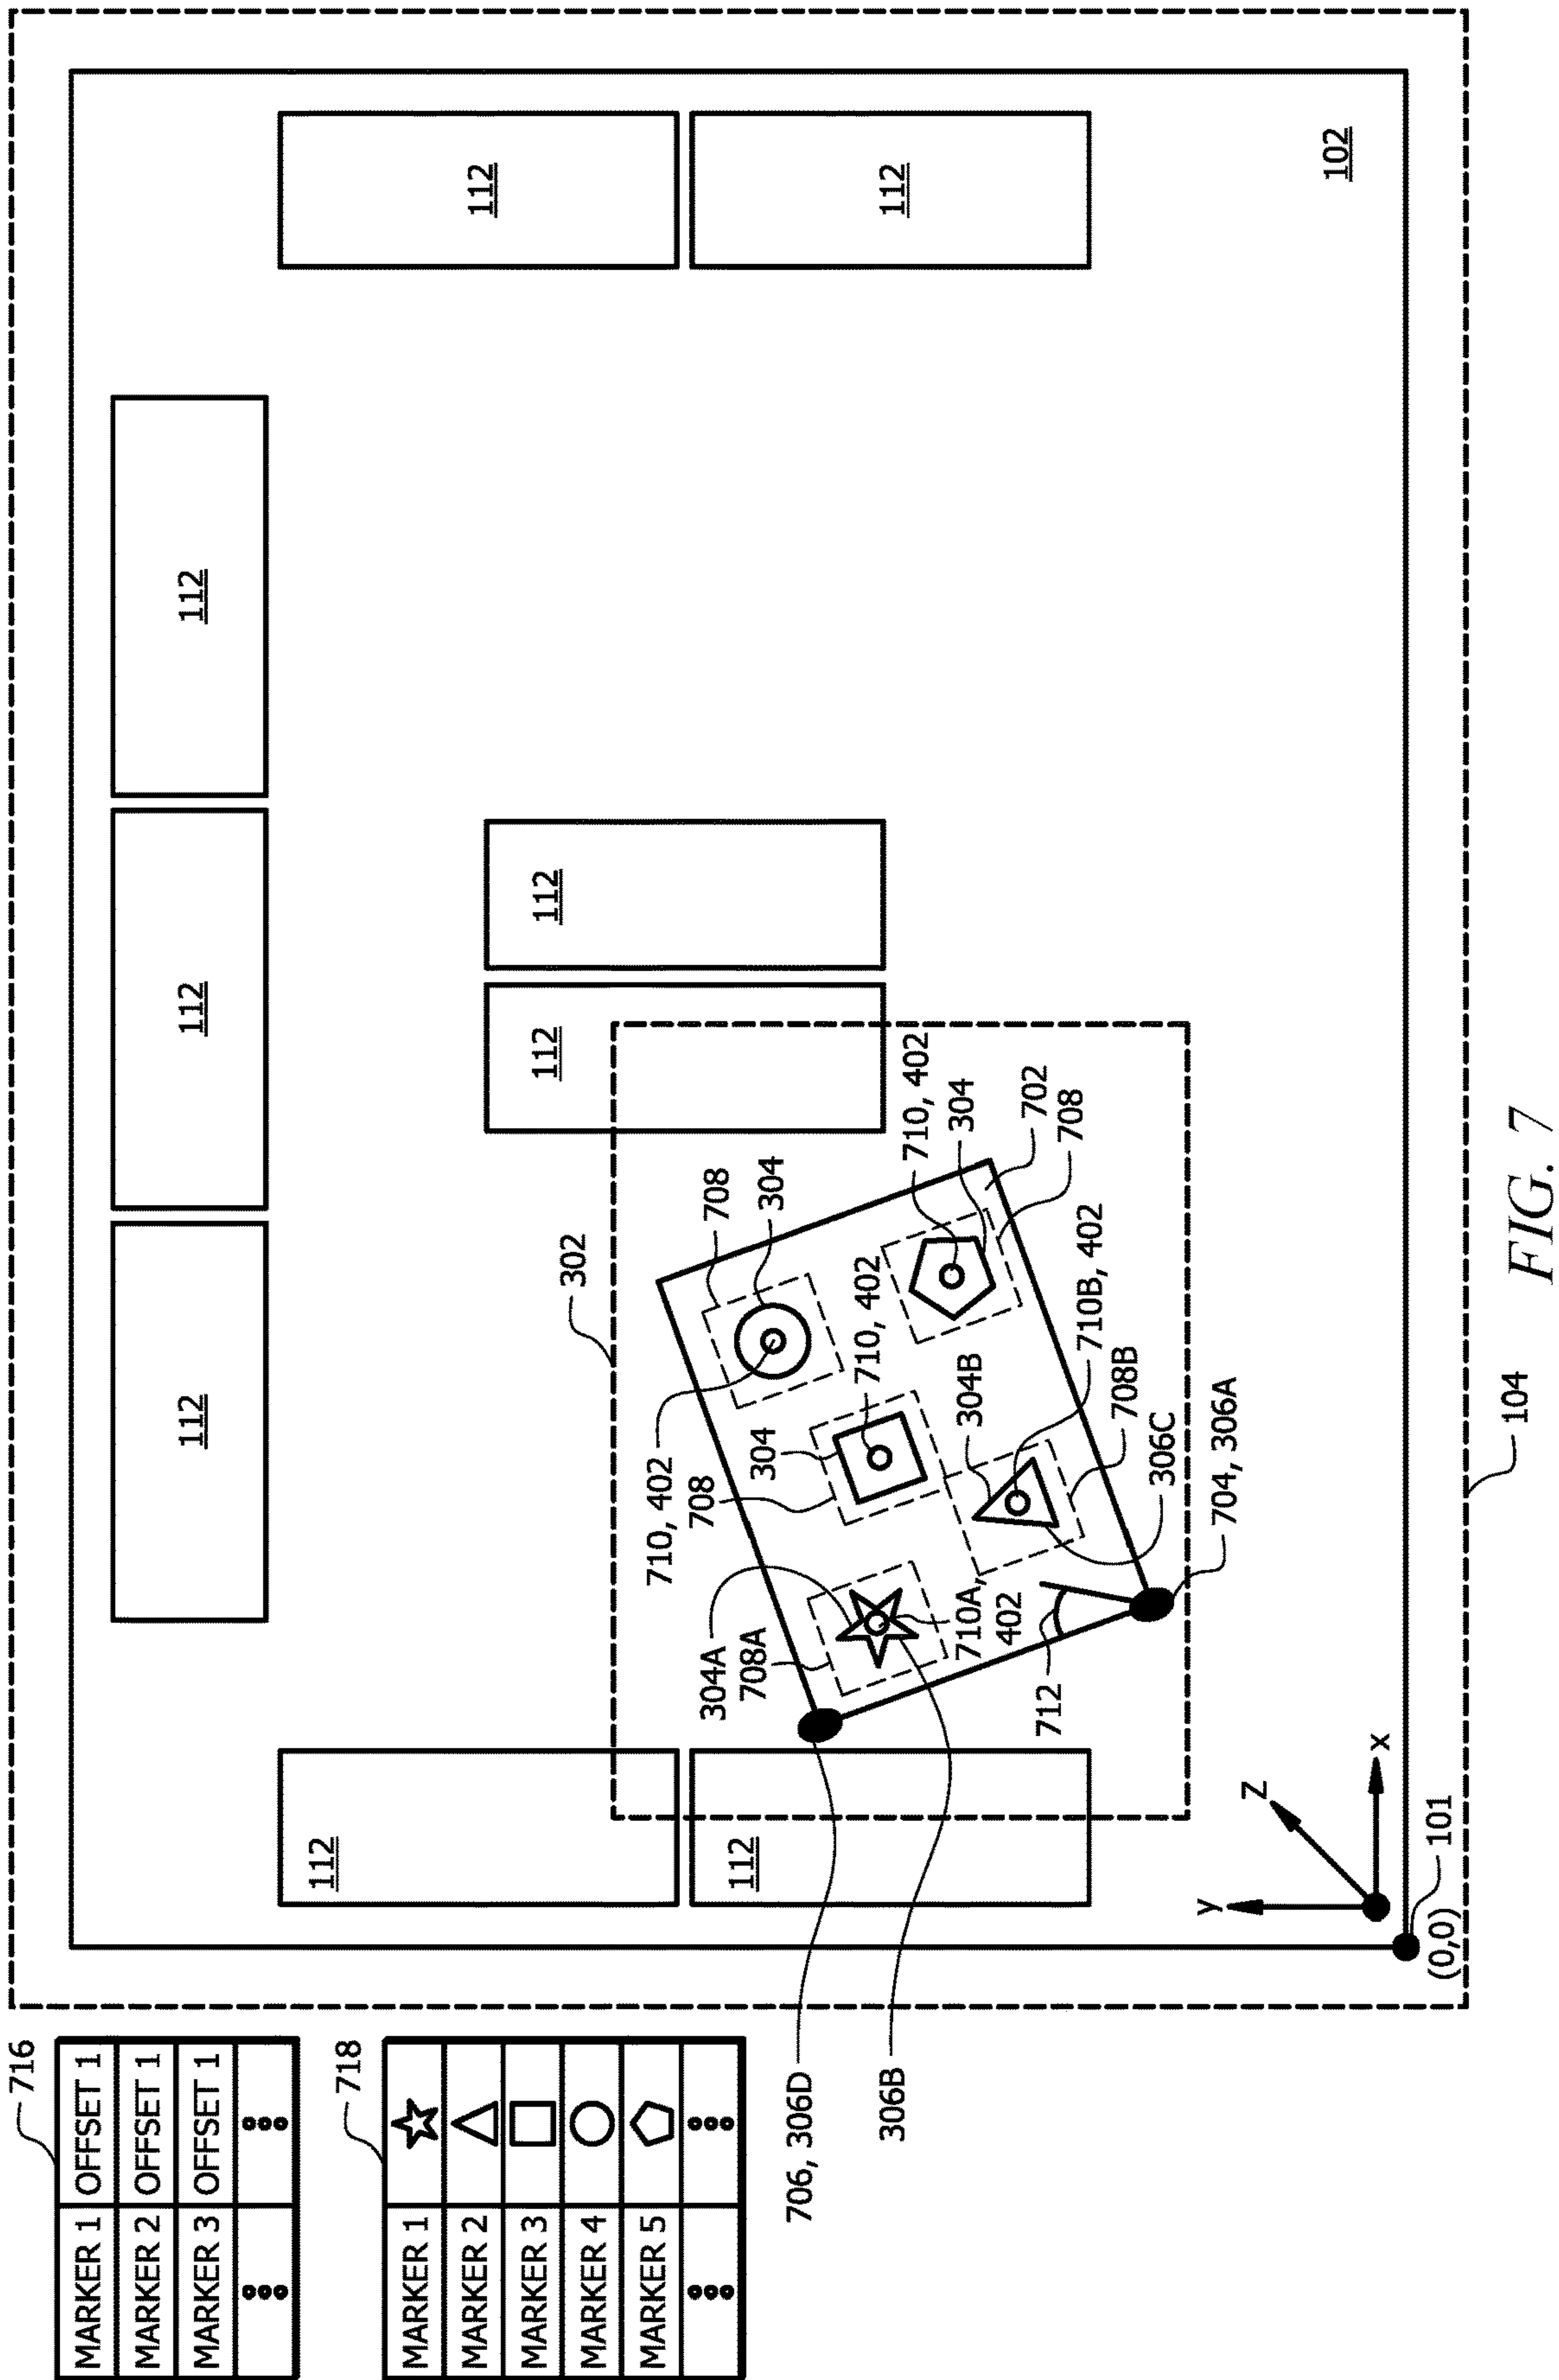 716
MARKER 1 OFFSET 1
MARKER 2 OFFSET 1
MARKER 3 OFFSET 1
718
MARKER 1
MARKER 2
MARKER 3
MARKER 4
MARKER 5
112
112
112
112
112
112
112
302
112
112
710, 402
708
708
304
304A
708A
304
710, 402
710, 402
304
702
708
706, 306D
306B
710A,
402
304B
710B, 402
712
708B
306C
704, 306A
y
Z
x
101
(0,0)
102
104
FIG. 7